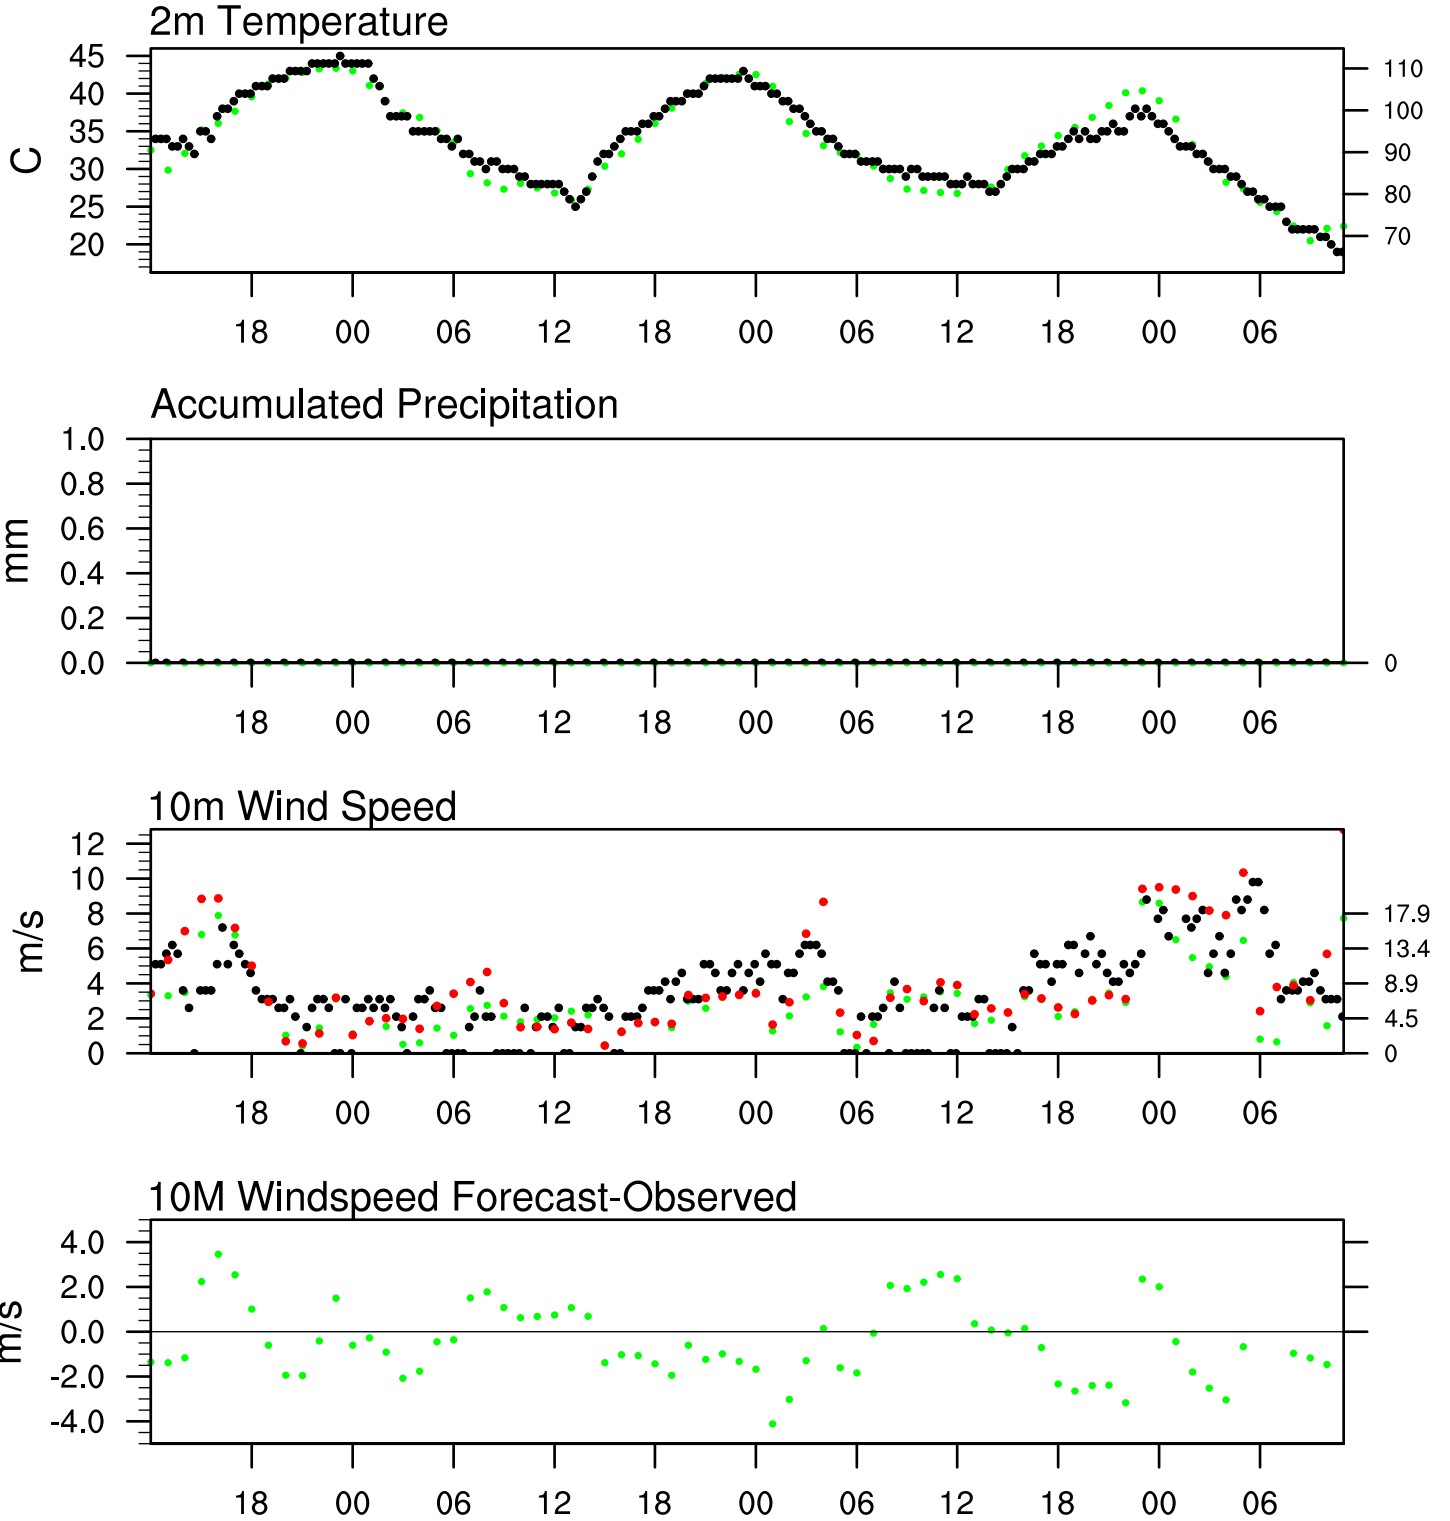 2m Temperature
45
40
35
30
25
20
C
110
100
90
80
70
18 00 06 12 18 00 06 12 18 00 06
Accumulated Precipitation
1.0
0.8
0.6
0.4
0.2
0.0
mm
0
18 00 06 12 18 00 06 12 18 00 06
10m Wind Speed
12
10
8
6
4
2
0
m/s
17.9
13.4
8.9
4.5
0
18 00 06 12 18 00 06 12 18 00 06
10M Windspeed Forecast-Observed
4.0
2.0
0.0
-2.0
-4.0
m/s
18 00 06 12 18 00 06 12 18 00 06